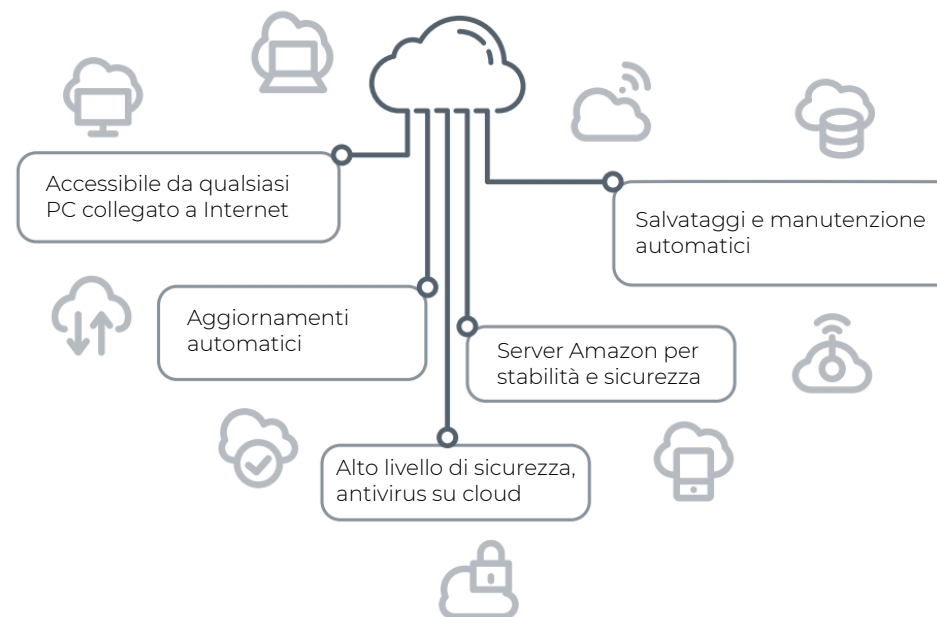 Accessibile da qualsiasi
PC collegato a Internet
Salvataggi e manutenzione
automatici
Aggiornamenti
automatici
Server Amazon per
stabilità e sicurezza
Alto livello di sicurezza,
antivirus su cloud